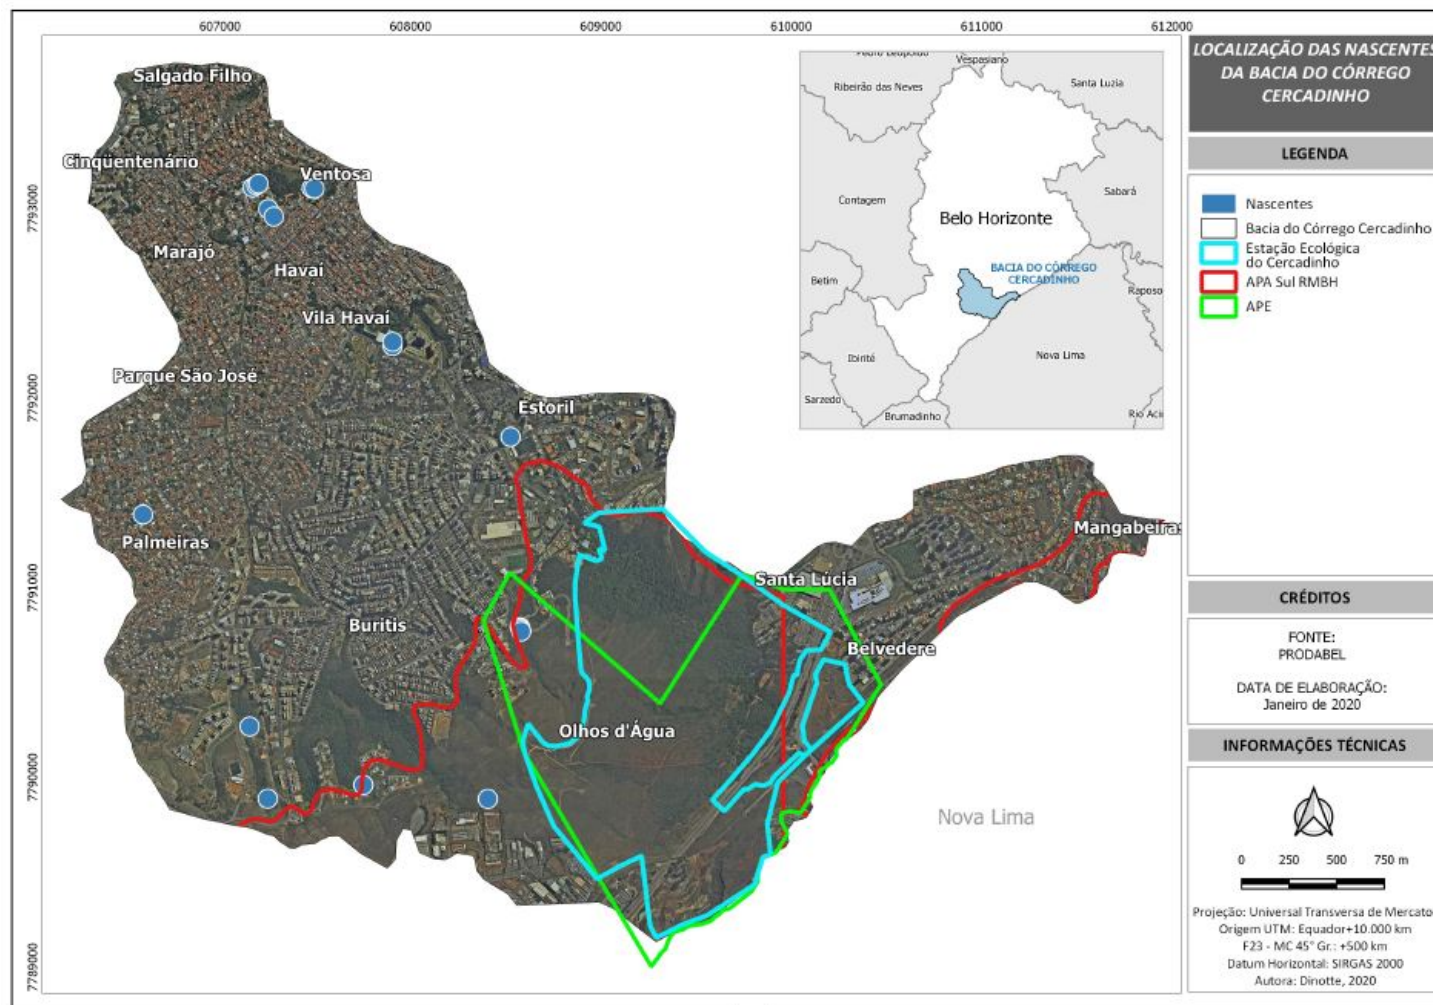 607000
608000
609000
610000
611000
612000
7793000
7792000
7791000
7790000
7789000
Salgado Filho
Cinqüentenário
Ventosa
Marajó
Havaí
Vila Havaí
Parque São José
Estoril
Palmeiras
Buritis
Mangabeiras
Santa Lúcia
Belvedere
Olhos d'Água
Nova Lima
Vespasiano
Ribeirão das Neves
Santa Luzia
Contagem
Sabará
Belo Horizonte
BACIA DO CÓRREGO
CERCADINHO
Betim
Raposo
Ibirité
Nova Lima
Sarzedo
Brumadinho
Rio Aci
LOCALIZAÇÃO DAS NASCENTES
DA BACIA DO CÓRREGO
CERCADINHO
LEGENDA
Nascentes
Bacia do Córrego Cercadinho
Estação Ecológica
do Cercadinho
APA Sul RMBH
APE
CRÉDITOS
FONTE:
PRODABEL
DATA DE ELABORAÇÃO:
Janeiro de 2020
INFORMAÇÕES TÉCNICAS
0 250 500 750 m
Projeção: Universal Transversa de Mercato
Origem UTM: Equador+10.000 km
F23 - MC 45° Gr.: +500 km
Datum Horizontal: SIRGAS 2000
Autora: Dinotte, 2020